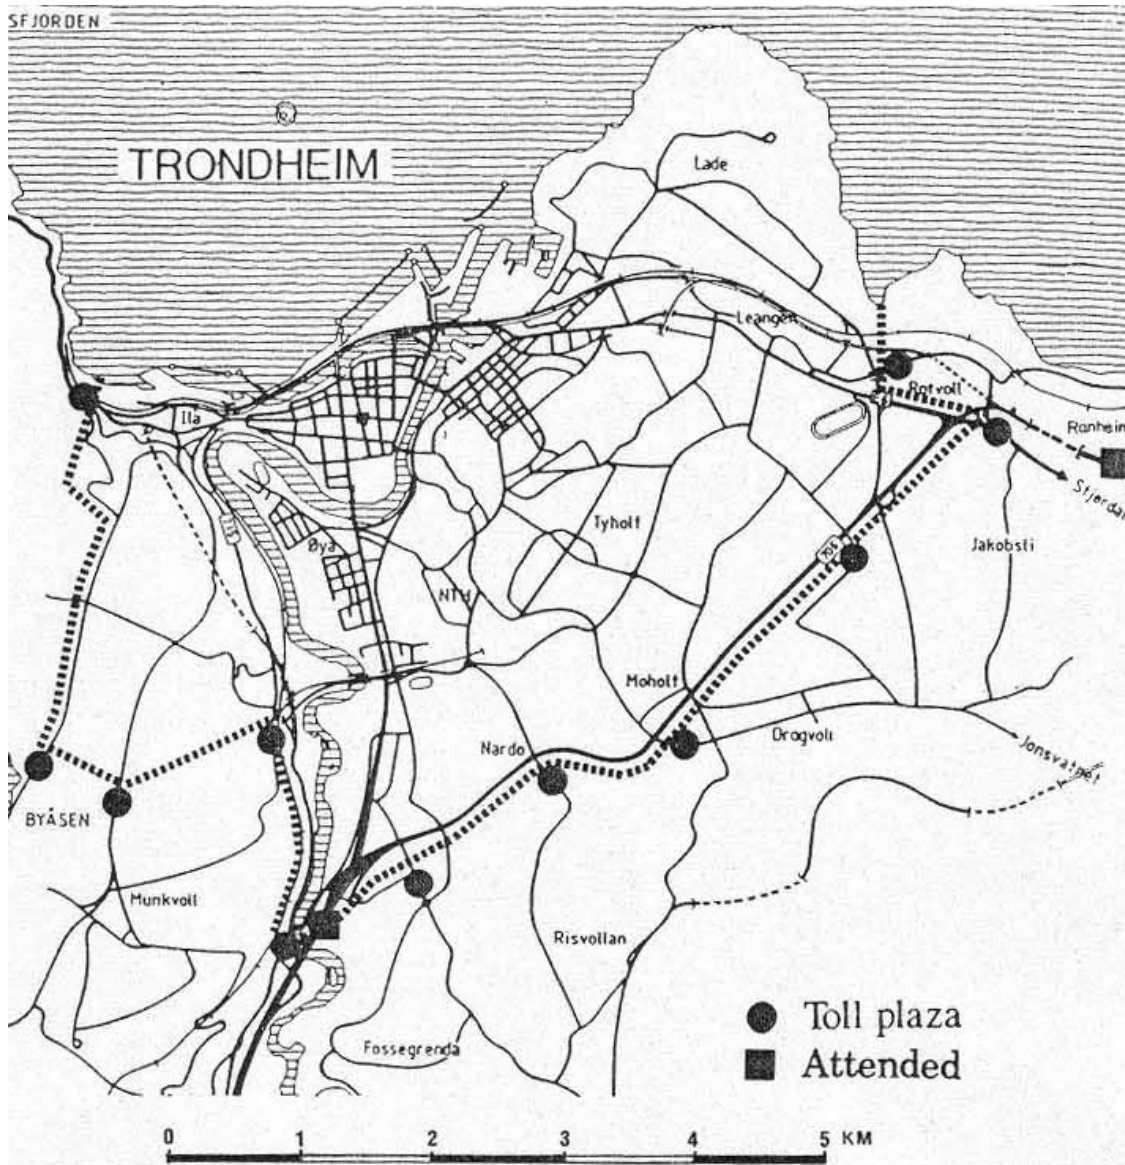 SFJORDEN
TRONDHEIM
Lade
Leangen
Ila
Rotvoll
Ranheim
Stjørdal
Øya
Tyholt
Jakobsli
NTH
Moholt
Nardo
Dragvoll
Jonsvatnet
BYÅSEN
Munkvoll
Risvollan
Fossegrenda
Toll plaza
Attended
0 1 2 3 4 5 KM